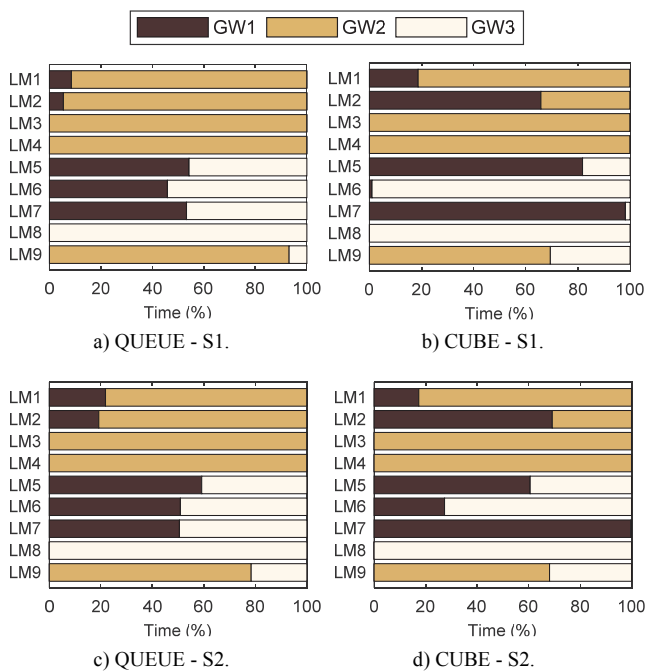 GW1 GW2 GW3
LM1
LM2
LM3
LM4
LM5
LM6
LM7
LM8
LM9
0 20 40 60 80 100
Time (%)
a) QUEUE - S1.
LM1
LM2
LM3
LM4
LM5
LM6
LM7
LM8
LM9
0 20 40 60 80 100
Time (%)
b) CUBE - S1.
LM1
LM2
LM3
LM4
LM5
LM6
LM7
LM8
LM9
0 20 40 60 80 100
Time (%)
c) QUEUE - S2.
LM1
LM2
LM3
LM4
LM5
LM6
LM7
LM8
LM9
0 20 40 60 80 100
Time (%)
d) CUBE - S2.